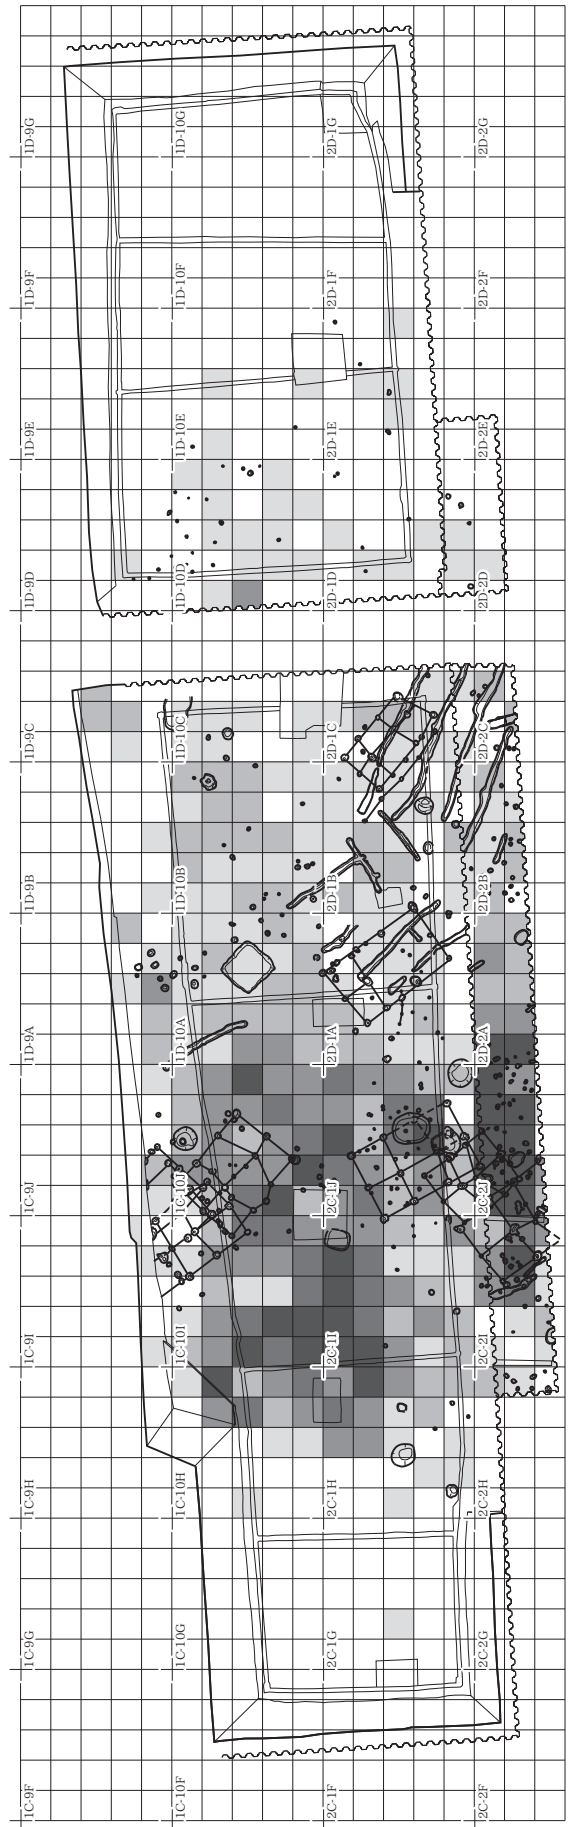 1D-9G
1D-10G
2D-1G
2D-2G
1D-9F
1D-10F
2D-1F
2D-2F
1D-9E
1D-10E
2D-1E
2D-2E
1D-9D
1D-10D
2D-1D
2D-2D
1D-9C
1D-10C
2D-1C
2D-2C
1D-9B
1D-10B
2D-1B
2D-2B
1D-9A
1D-10A
2D-1A
2D-2A
1C-9J
1C-10J
2C-1J
2C-2J
1C-9I
1C-10I
2C-1I
2C-2I
1C-9H
1C-10H
2C-1H
2C-2H
1C-9G
1C-10G
2C-1G
2C-2G
1C-9F
1C-10F
2C-1F
2C-2F